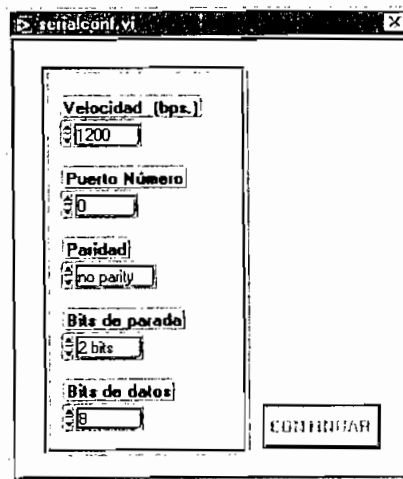 serialconf.vi
Velocidad (bps.)
1200
Puerto Número
0
Paridad
no parity
Bits de parada
2 bits
Bits de datos
8
CONTINUAR